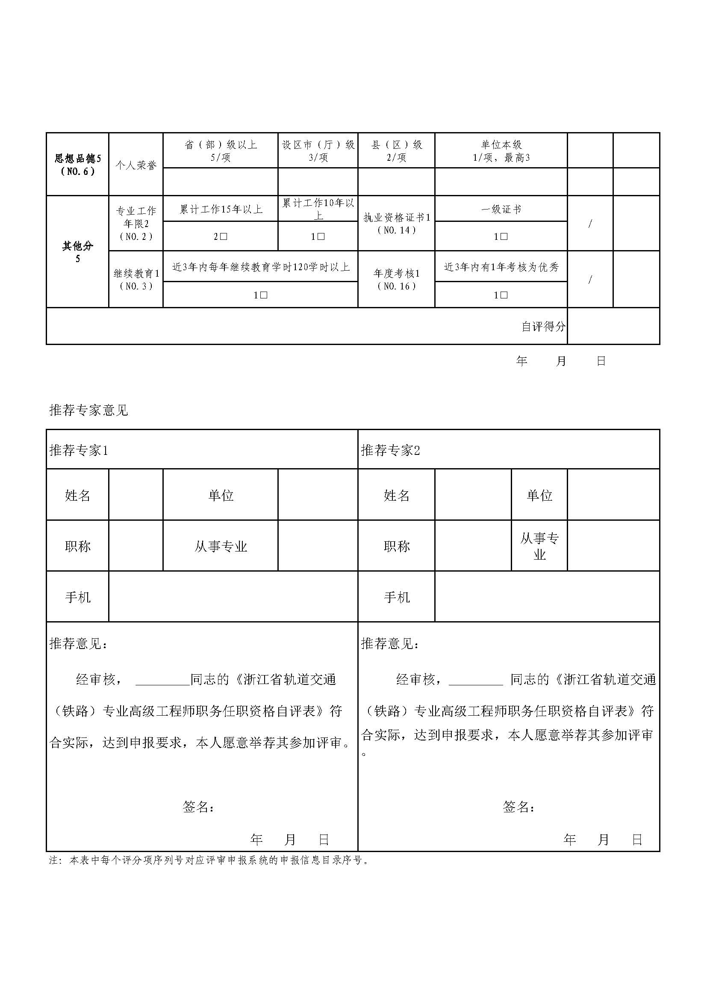 思想品德5
（NO.6）
个人荣誉
省（部）级以上
5/项
设区市（厅）级
3/项
县（区）级
2/项
单位本级
1/项，最高3
其他分
5
专业工作
年限2
（NO.2）
累计工作15年以上
累计工作10年以
上
执业资格证书1
（NO.14）
一级证书
/
2□
1□
1□
继续教育1
（NO.3）
近3年内每年继续教育学时120学时以上
年度考核1
（NO.16）
近3年内有1年考核为优秀
/
1□
1□
自评得分
年 月 日
推荐专家意见
推荐专家1
推荐专家2
姓名 单位 姓名 单位
职称 从事专业 职称 从事专
业
手机 手机
推荐意见：
经审核， ________同志的《浙江省轨道交通
（铁路）专业高级工程师职务任职资格自评表》符
合实际，达到申报要求，本人愿意举荐其参加评审。
签名：
年 月 日
推荐意见：
经审核，________ 同志的《浙江省轨道交通
（铁路）专业高级工程师职务任职资格自评表》符
合实际，达到申报要求，本人愿意举荐其参加评审
。
签名：
年 月 日
注：本表中每个评分项序列号对应评审申报系统的申报信息目录序号。